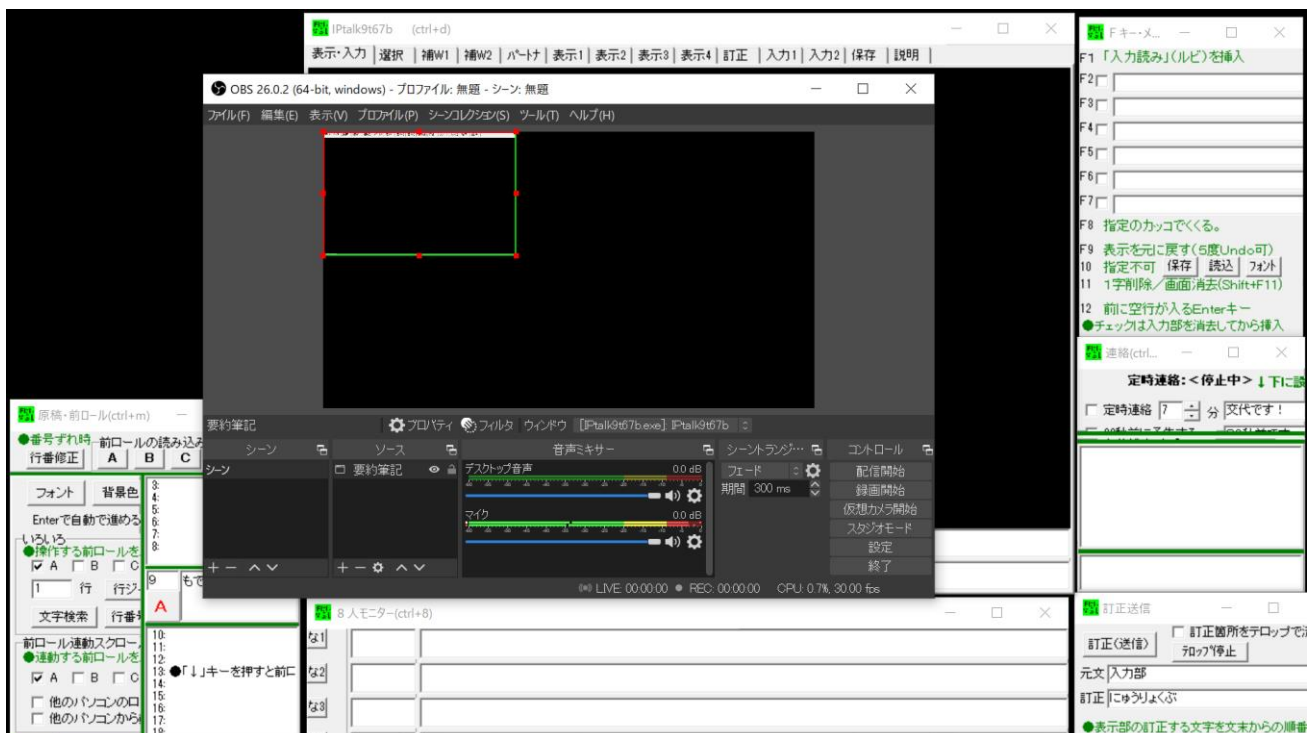 IPtalk9t67b (ctrl+d)
表示・入力 選択 補W1 補W2 パートナ 表示1 表示2 表示3 表示4 訂正 入力1 入力2 保存 説明
OBS 26.0.2 (64-bit, windows) - プロファイル: 無題 - シーン: 無題
ファイル(F) 編集(E) 表示(V) プロファイル(P) シーンコレクション(S) ツール(T) ヘルプ(H)
要約筆記 プロパティ フィルタ ウィンドウ [IPtalk9t67b.exe]: IPtalk9t67b
シーン ソース 音声ミキサー シーントランジ… コントロール
シーン
要約筆記
デスクトップ音声 0.0 dB
マイク 0.0 dB
フェード
期間 300 ms
配信開始
録画開始
仮想カメラ開始
スタジオモード
設定
終了
LIVE: 00:00:00 REC: 00:00:00 CPU: 0.7%, 30.00 fps
Fキー・メ...
F1 「入力読み」(ルビ)を挿入
F2
F3
F4
F5
F6
F7
F8 指定のカッコでくくる。
F9 表示を元に戻す(5度Undo可)
10 指定不可 保存 読込 フォント
11 1字削除/画面消去(Shift+F11)
12 前に空行が入るEnterキー
●チェックは入力部を消去してから挿入
連絡(ctrl...
定時連絡:<停止中> ↓下に
定時連絡 7 分 交代です!
原稿・前ロール(ctrl+m)
●番号ずれ時 前ロールの読み込み
行番修正 A B C
フォント 背景色
Enterで自動で進める
いろいろ
●操作する前ロールを
A B C
1 行 行ジ
文字検索 行番
前ロール連動スクロー
●連動する前ロールを
A B C
他のパソコンのロ
他のパソコンから
3:
4:
5:
6:
7:
8:
9 もで
A
10:
11:
12:
13: ●「↓」キーを押すと前ロ
14:
15:
16:
17:
18:
8人モニター(ctrl+8)
な1
な2
な3
訂正送信
訂正(送信) 訂正箇所をテロップで
テロップ停止
元文 入力部
訂正 にゅうりょくぶ
●表示部の訂正する文字を文末からの順番